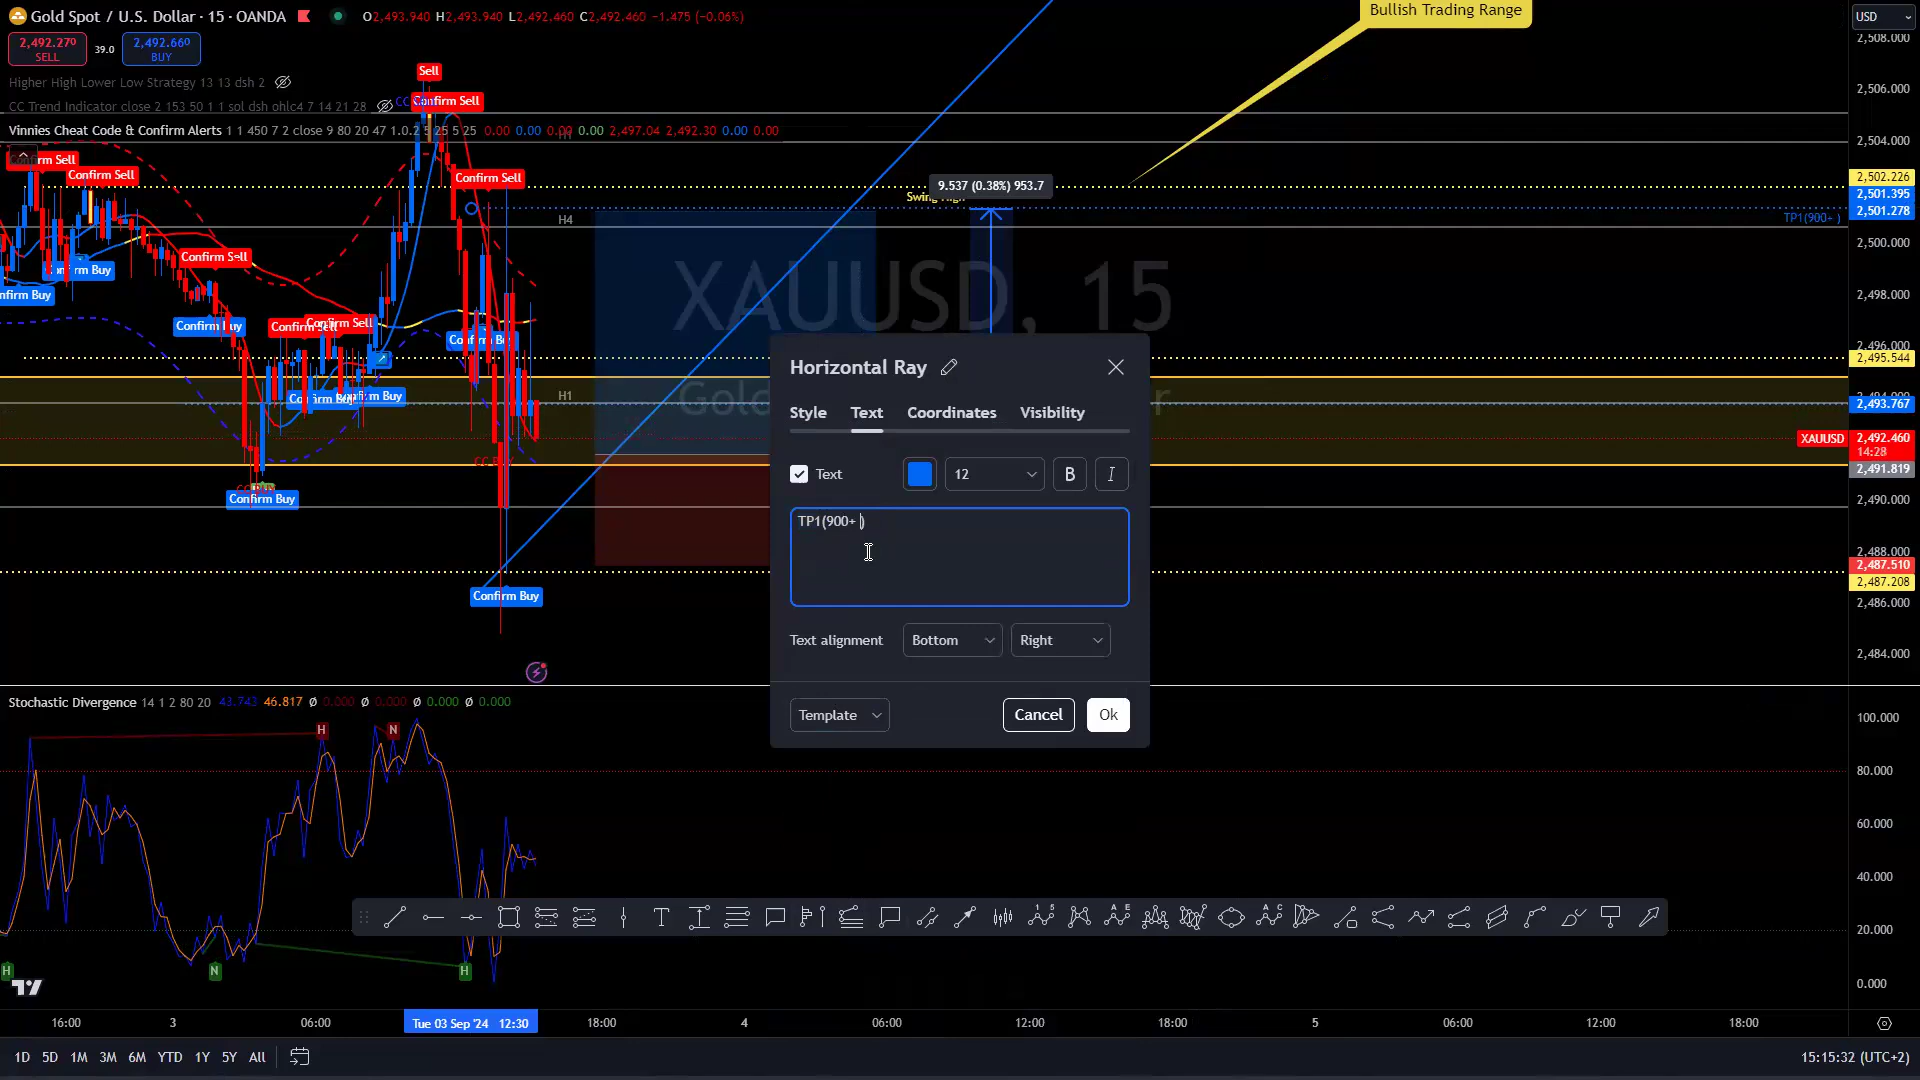 Gold Spot / U.S. Dollar · 15 · OANDA
O2,493.940 H2,493.940 L2,492.460 C2,492.460 −1.475 (−0.06%)
Bullish Trading Range
USD
2,492.270
SELL
39.0
2,492.660
BUY
Higher High Lower Low Strategy 13 13 dsh 2
CC Trend Indicator close 2 153 50 1 1 sol dsh ohlc4 7 14 21 28
Vinnies Cheat Code & Confirm Alerts 1 1 450 7 2 close 9 80 20 47 1.0.2 5 25 5 25 0.00 0.00 0.00 0.00 2,497.04 2,492.30 0.00 0.00
Sell
Confirm Sell
Confirm Sell
Confirm Sell
Confirm Sell
Confirm Sell
Confirm Sell
Confirm Buy
Confirm Buy
Confirm Buy
Confirm Buy
Confirm Buy
Confirm Buy
Confirm Buy
H4
H1
Swing High
9.537 (0.38%) 953.7
TP1(900+ )
XAUUSD, 15
2,508.000
2,506.000
2,504.000
2,502.226
2,501.395
2,501.278
2,500.000
2,498.000
2,496.000
2,495.544
2,493.767
XAUUSD
2,492.460
14:28
2,491.819
2,490.000
2,488.000
2,487.510
2,487.208
2,486.000
2,484.000
Horizontal Ray
Style Text Coordinates Visibility
Text
12
B
I
TP1(900+ )
Text alignment
Bottom
Right
Template
Cancel
Ok
Stochastic Divergence 14 1 2 80 20 43.743 46.817 Ø 0.000 Ø 0.000 Ø 0.000 Ø 0.000
H
N
H
N
H
100.000
80.000
60.000
40.000
20.000
0.000
16:00
3
06:00
Tue 03 Sep '24 12:30
18:00
4
06:00
12:00
18:00
5
06:00
12:00
18:00
1D 5D 1M 3M 6M YTD 1Y 5Y All
15:15:32 (UTC+2)